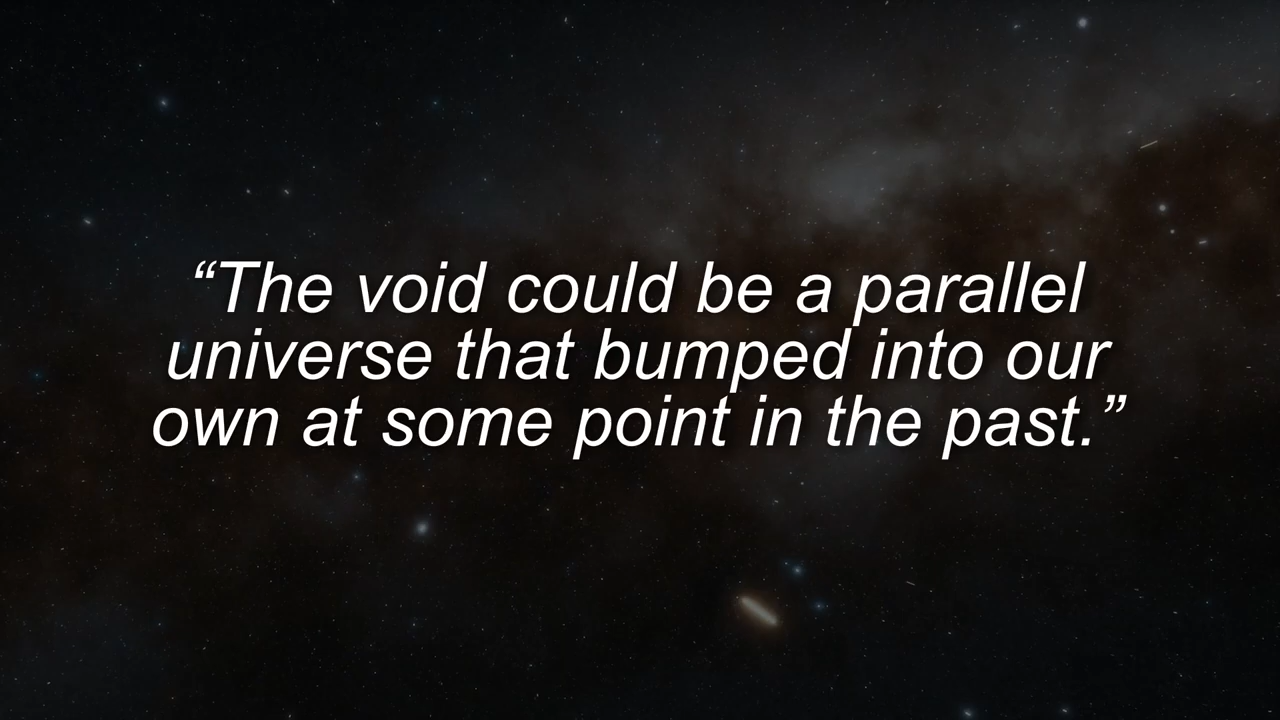 “The void could be a parallel
universe that bumped into our
own at some point in the past.”